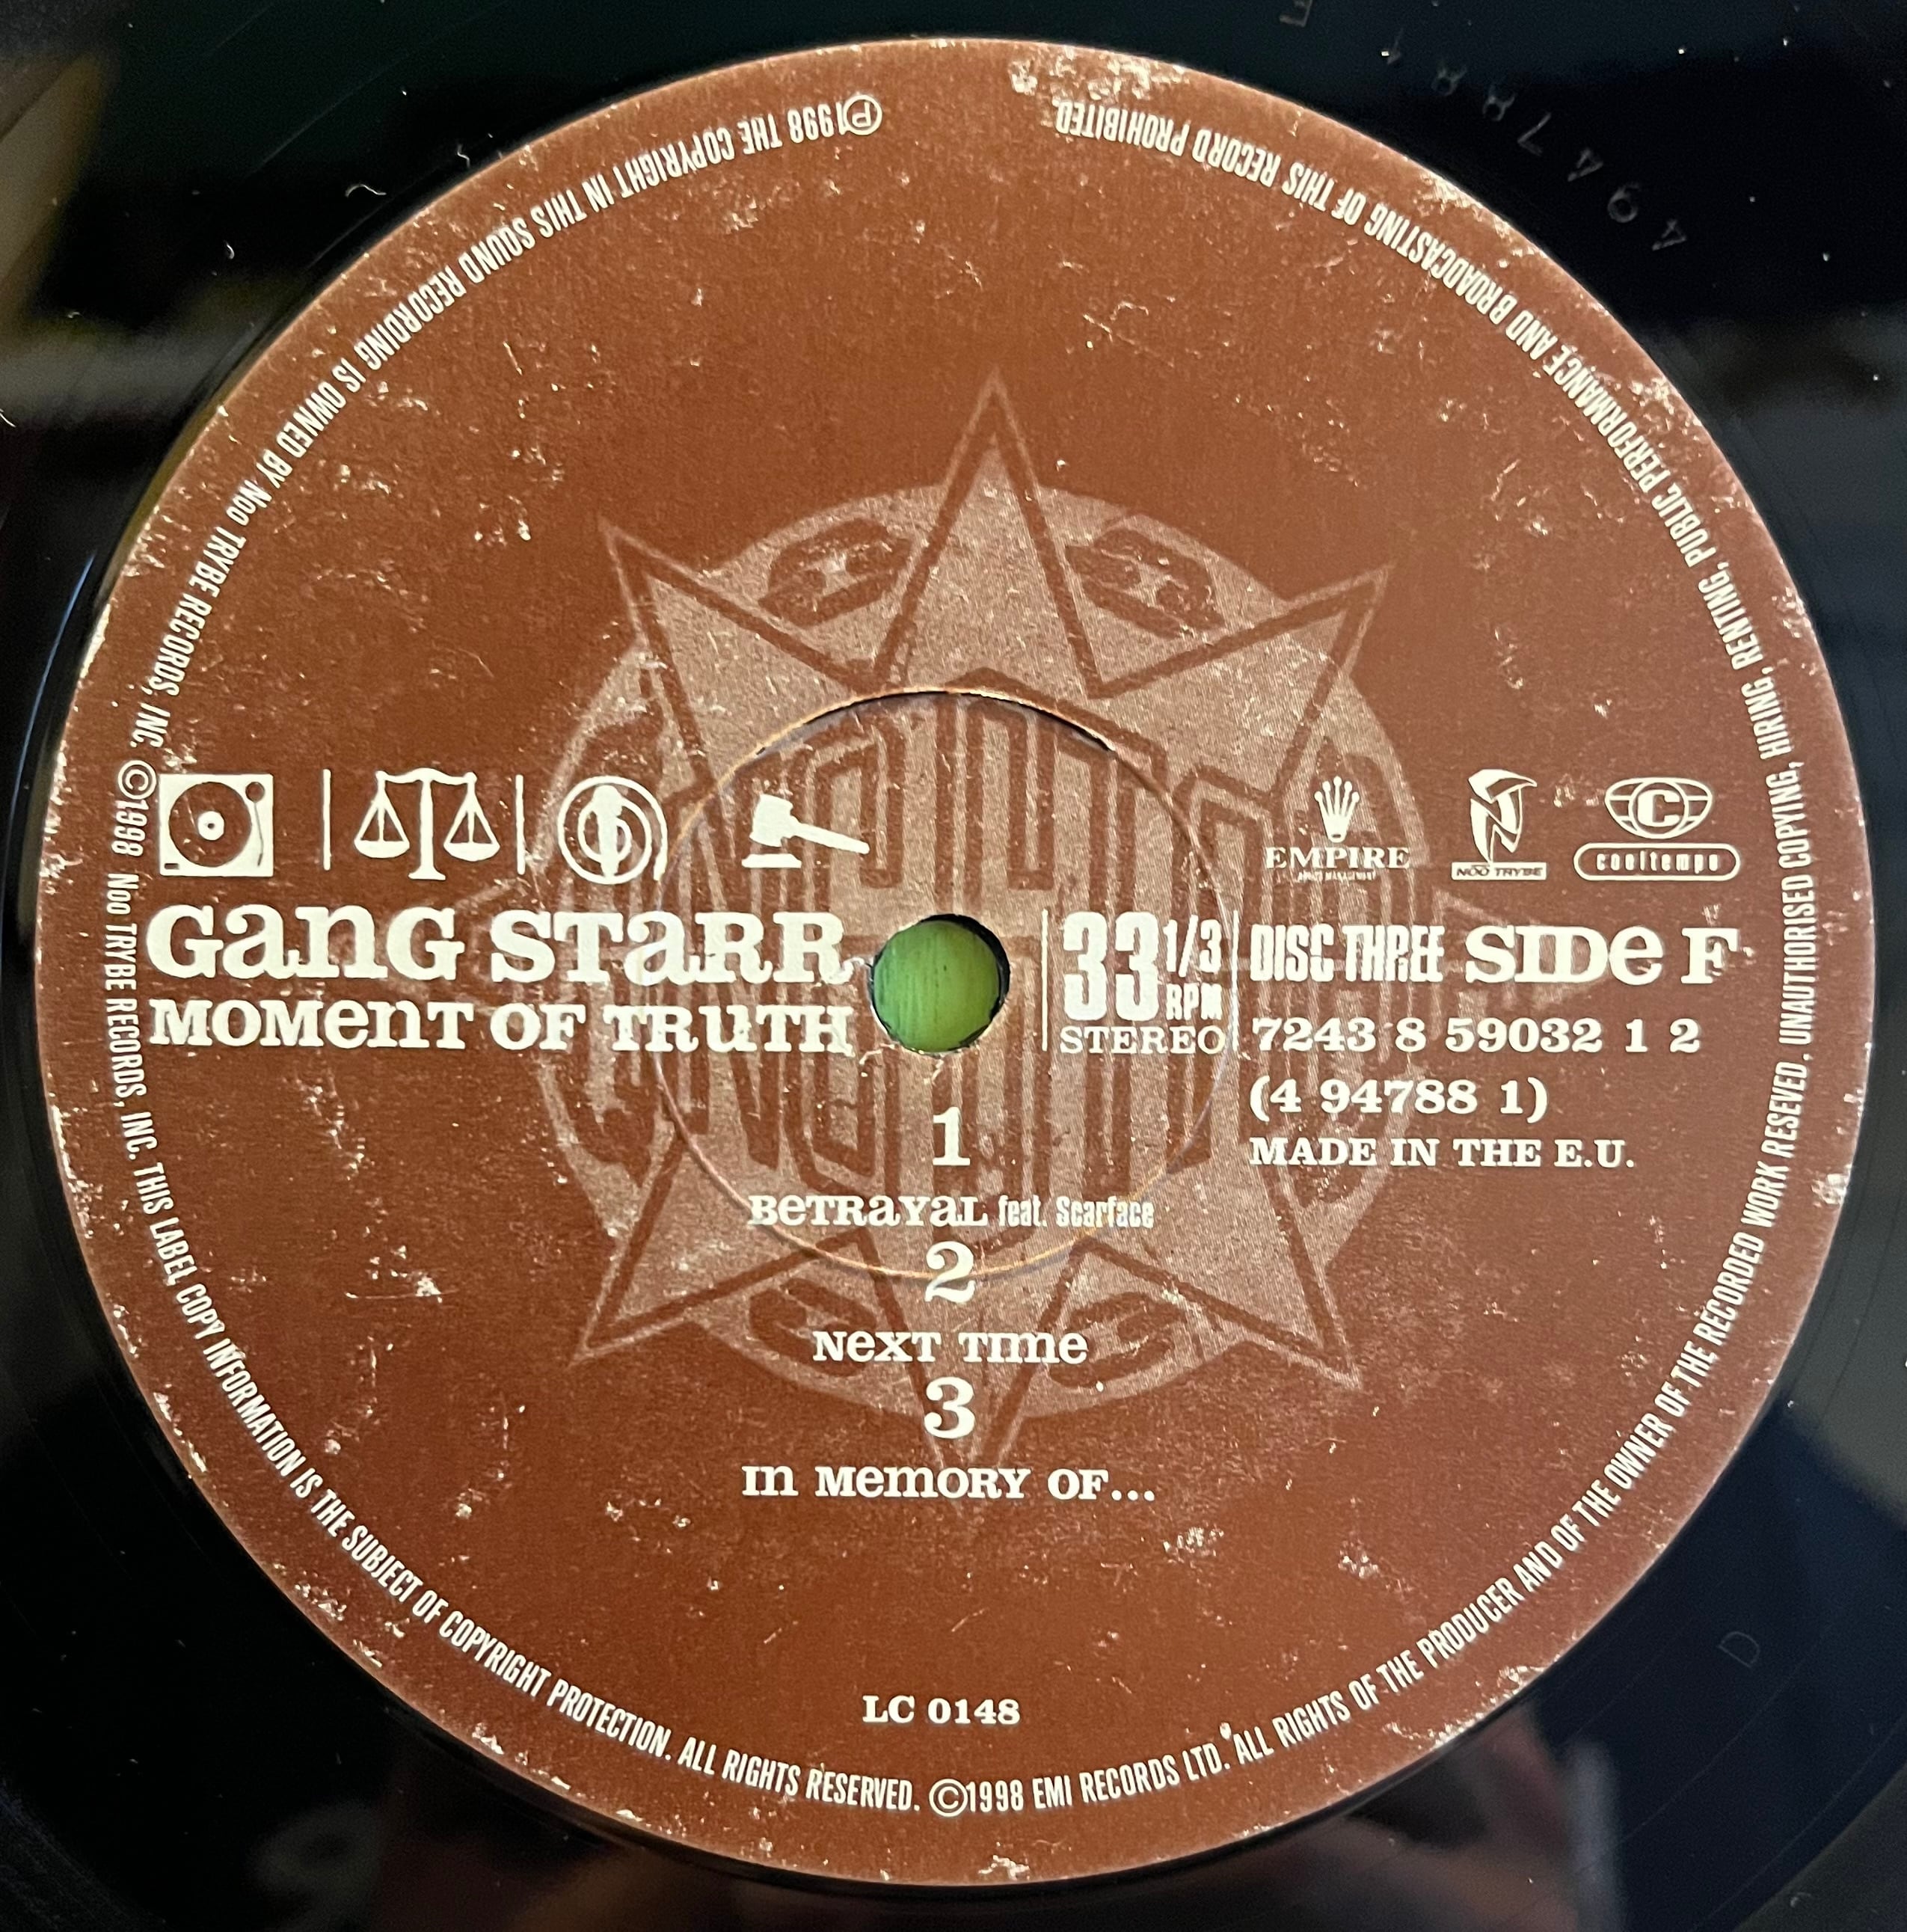 EMPIRE
NOO TRYBE
C
cooltempo
GANG STARR
MOMENT OF TRUTH
33 1/3 RPM
STEREO
DISC THREE SIDE F
7243 8 59032 1 2
(4 94788 1)
MADE IN THE E.U.
1
BETRAYAL feat. Scarface
2
NEXT TIME
3
IN MEMORY OF...
LC 0148
℗1998 THE COPYRIGHT IN THIS SOUND RECORDING IS OWNED BY Noo TRYBE RECORDS, INC. ©1998 Noo TRYBE RECORDS, INC. THIS LABEL COPY INFORMATION IS THE SUBJECT OF COPYRIGHT PROTECTION. ALL RIGHTS RESERVED. ©1998 EMI RECORDS LTD. ALL RIGHTS OF THE PRODUCER AND OF THE OWNER OF THE RECORDED WORK RESEVED. UNAUTHORISED COPYING, HIRING, RENTING, PUBLIC PERFORMANCE AND BROADCASTING OF THIS RECORD PROHIBITED.
494788 1 F
D